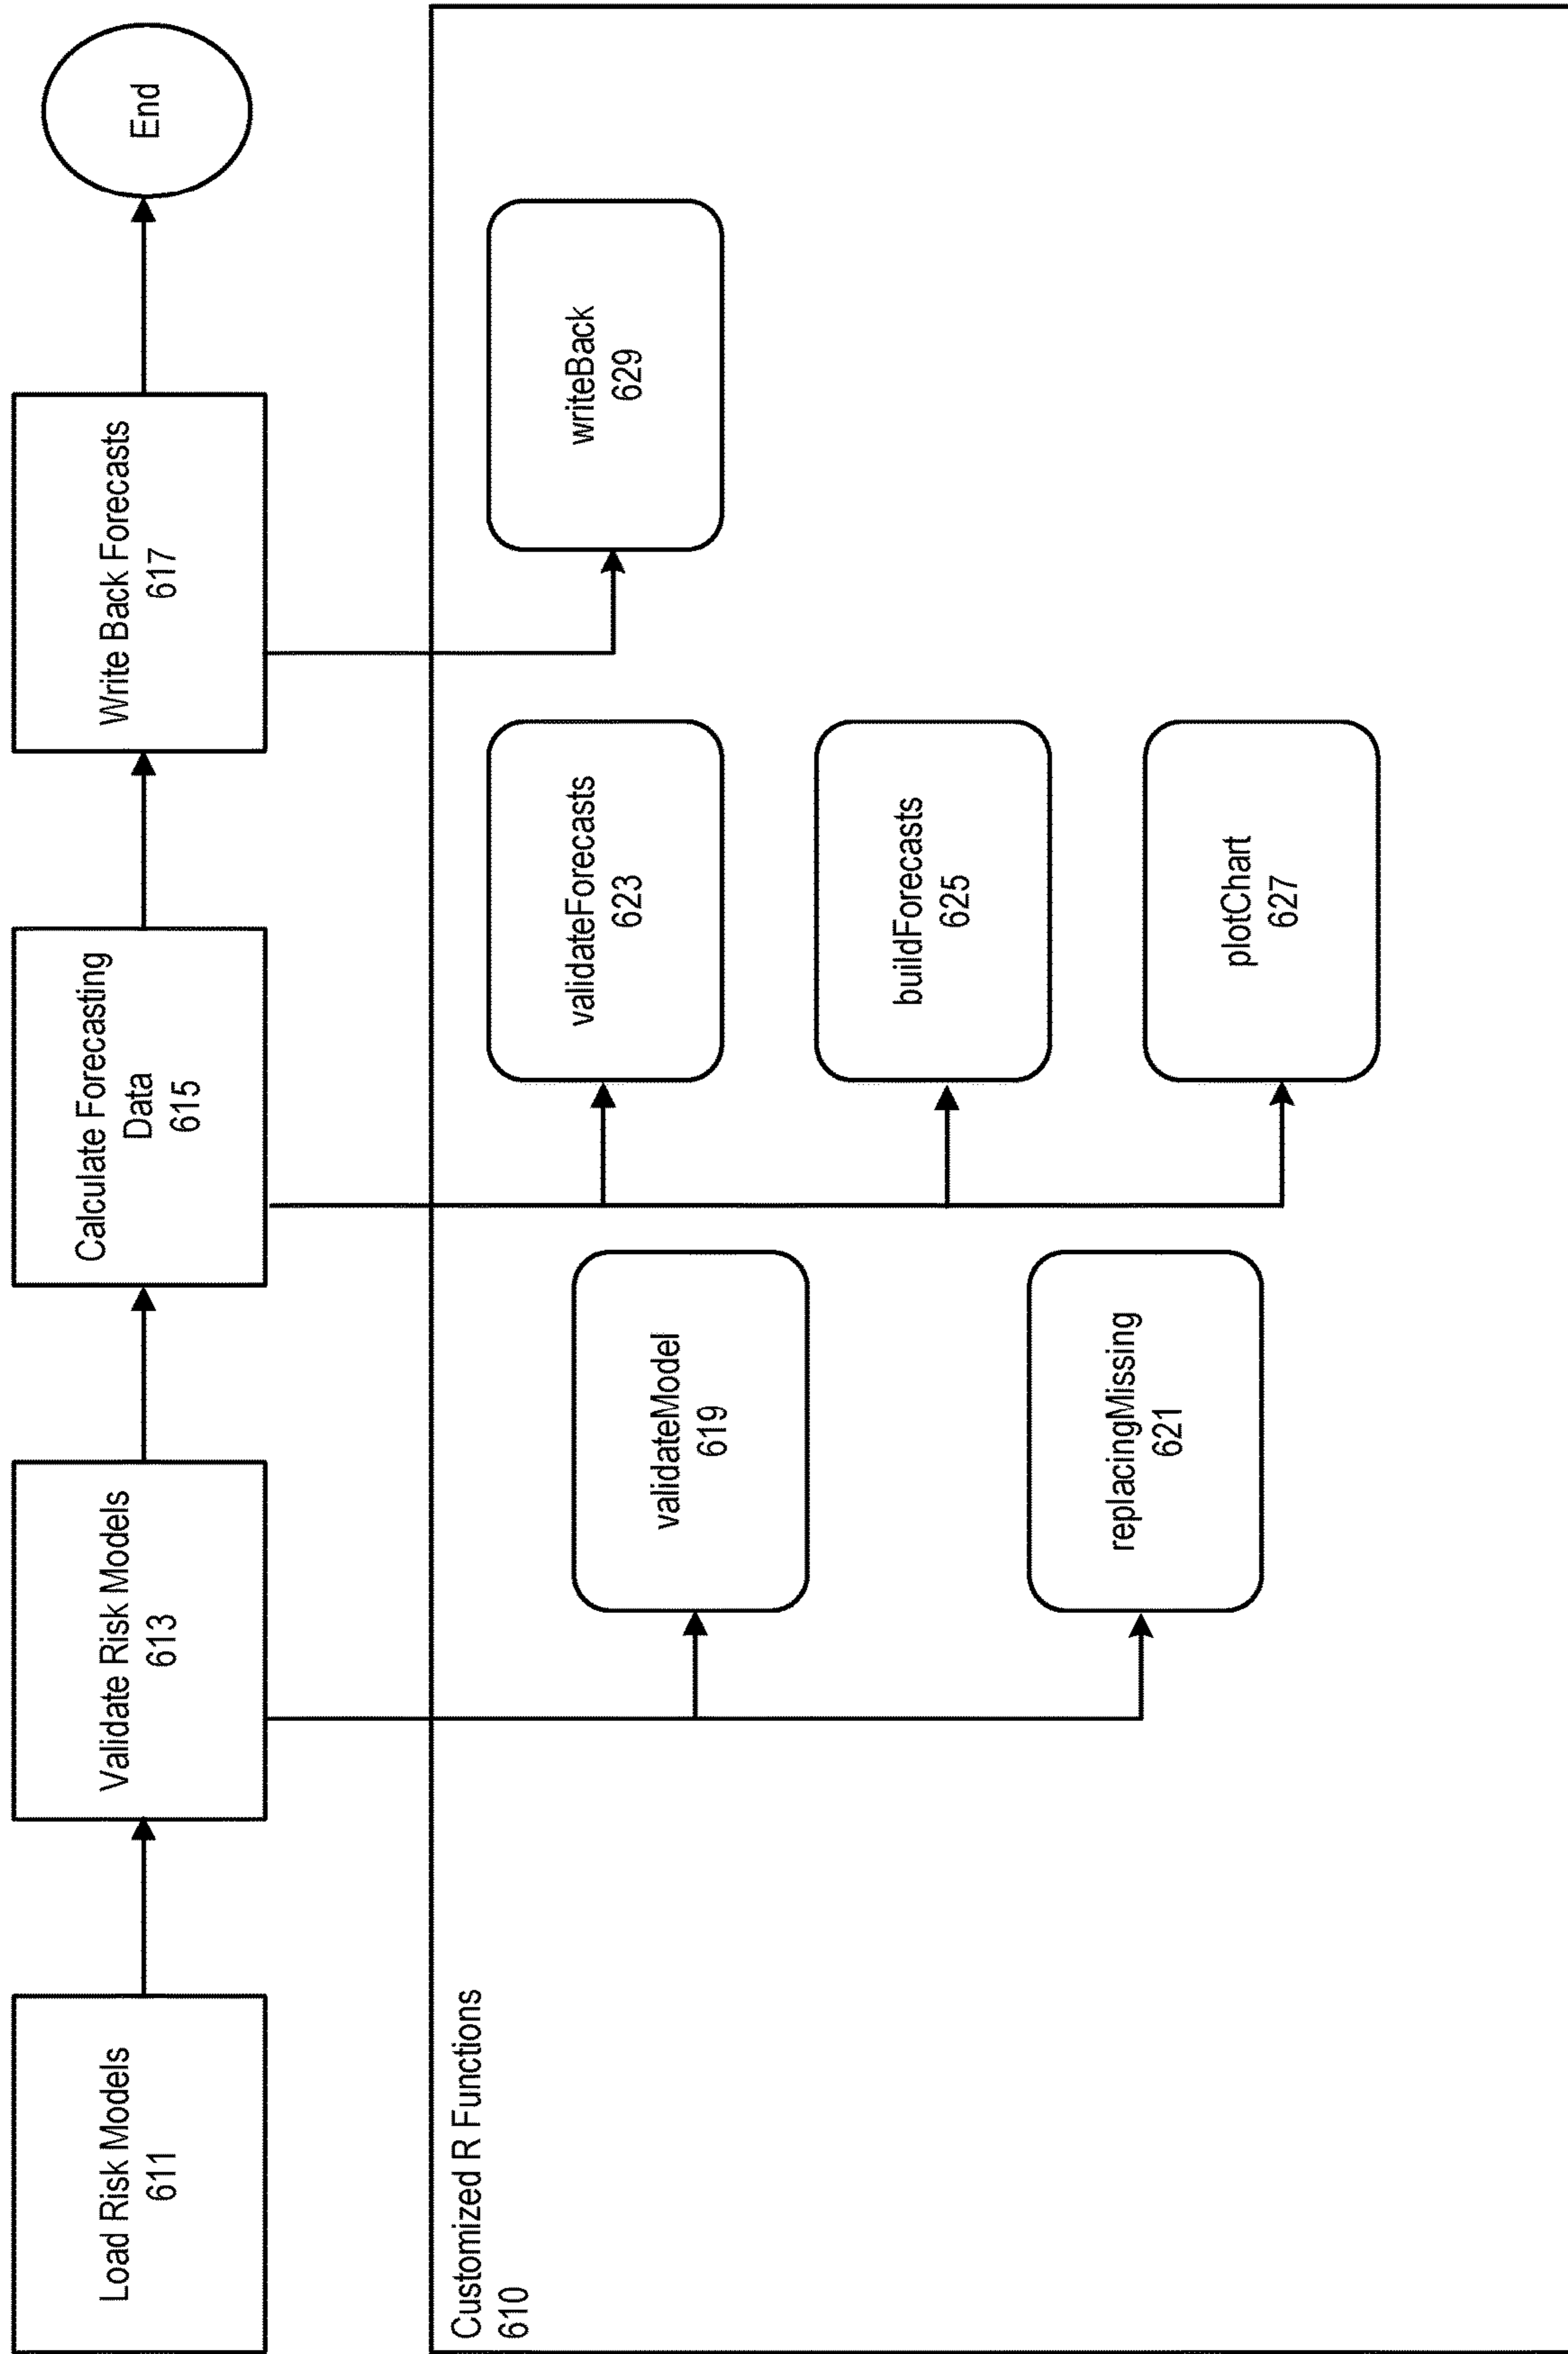 Load Risk Models
611
Validate Risk Models
613
Calculate Forecasting
Data
615
Write Back Forecasts
617
End
Customized R Functions
610
validateModel
619
replacingMissing
621
validateForecasts
623
buildForecasts
625
plotChart
627
writeBack
629